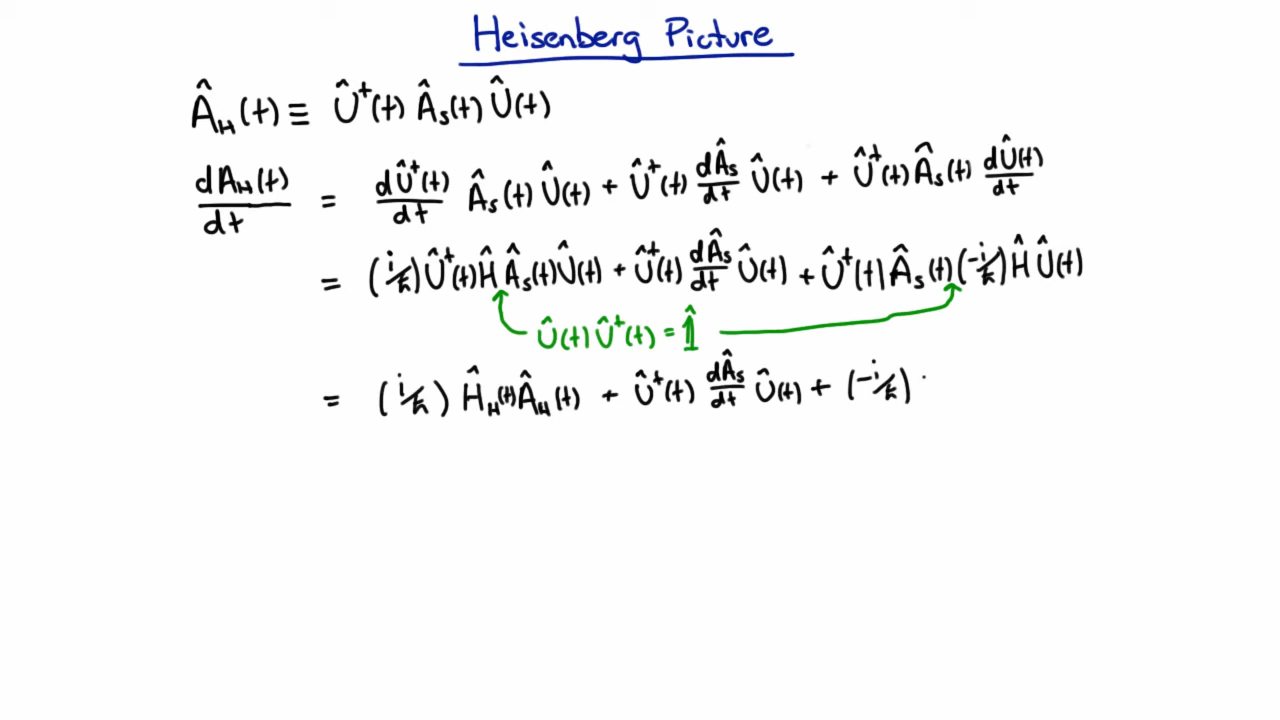 Heisenberg Picture
Â_H(t) ≡ Û†(t) Â_S(t) Û(t)
dA_H(t)/dt = dÛ†(t)/dt Â_S(t) Û(t) + Û†(t) dÂ_S/dt Û(t) + Û†(t) Â_S(t) dÛ(t)/dt
= (i/ħ) Û†(t) Ĥ Â_S(t) Û(t) + Û†(t) dÂ_S/dt Û(t) + Û†(t) Â_S(t) (-i/ħ) Ĥ Û(t)
Û(t) Û†(t) = 1̂
= (i/ħ) Ĥ_H(t) Â_H(t) + Û†(t) dÂ_S/dt Û(t) + (-i/ħ)